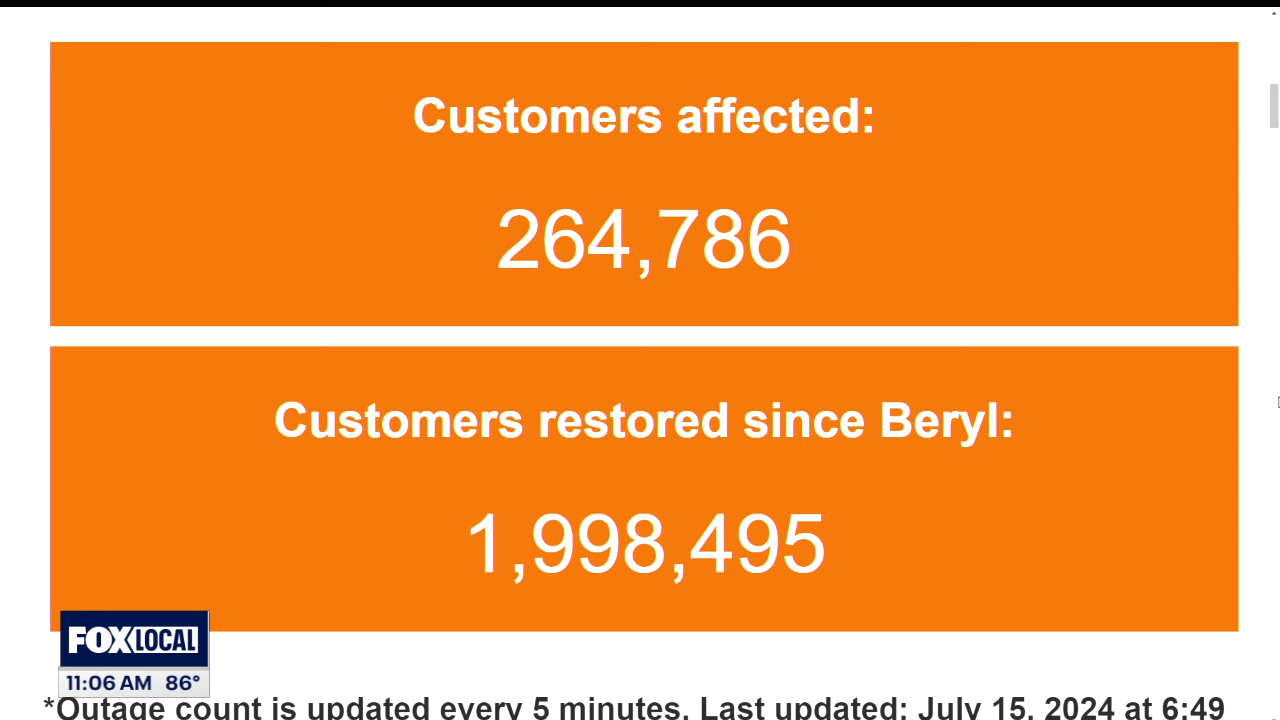 Customers affected:
264,786
Customers restored since Beryl:
1,998,495
FOX LOCAL
11:06 AM 86°
*Outage count is updated every 5 minutes. Last updated: July 15, 2024 at 6:49